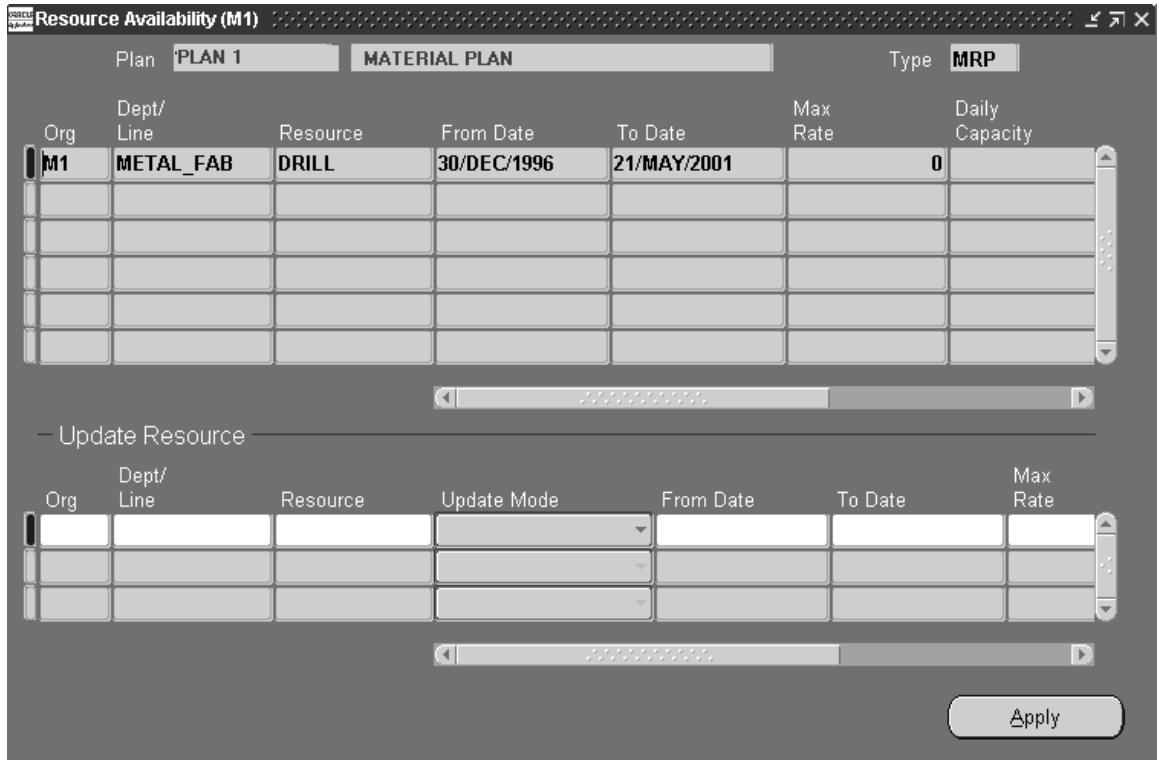 Resource Availability (M1)
Plan PLAN 1 MATERIAL PLAN Type MRP
Org Dept/ Line Resource From Date To Date Max Rate Daily Capacity
M1 METAL_FAB DRILL 30/DEC/1996 21/MAY/2001 0
Update Resource
Org Dept/ Line Resource Update Mode From Date To Date Max Rate
Apply